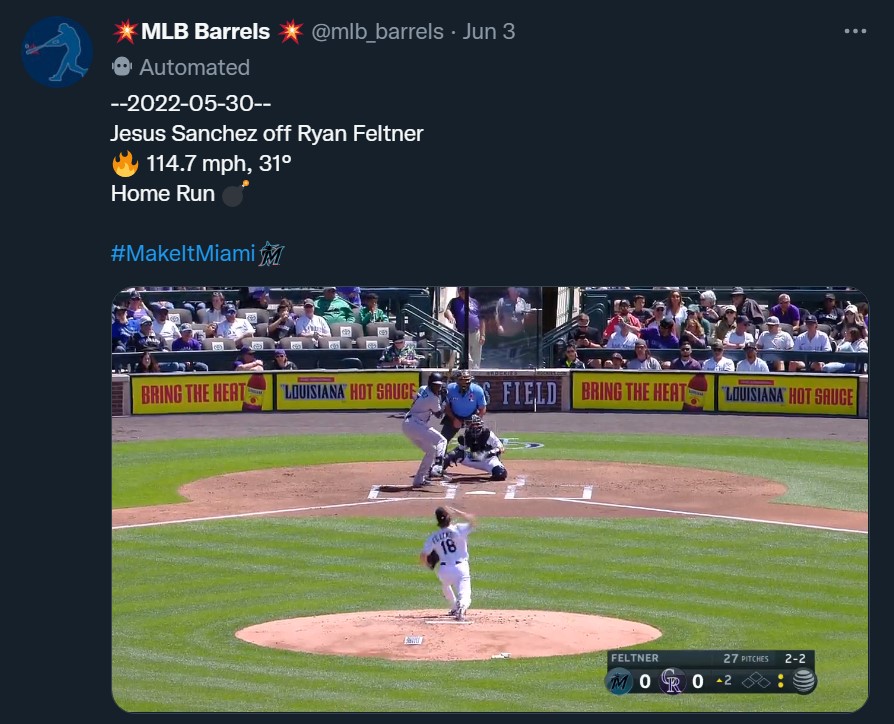 💥MLB Barrels 💥 @mlb_barrels · Jun 3
Automated
--2022-05-30--
Jesus Sanchez off Ryan Feltner
🔥 114.7 mph, 31º
Home Run 💣
#MakeItMiami
BRING THE HEAT
LOUISIANA HOT SAUCE
S FIELD
BRING THE HEAT
LOUISIANA HOT SAUCE
18
FELTNER 27 PITCHES 2-2
M 0 CR 0 ▲2